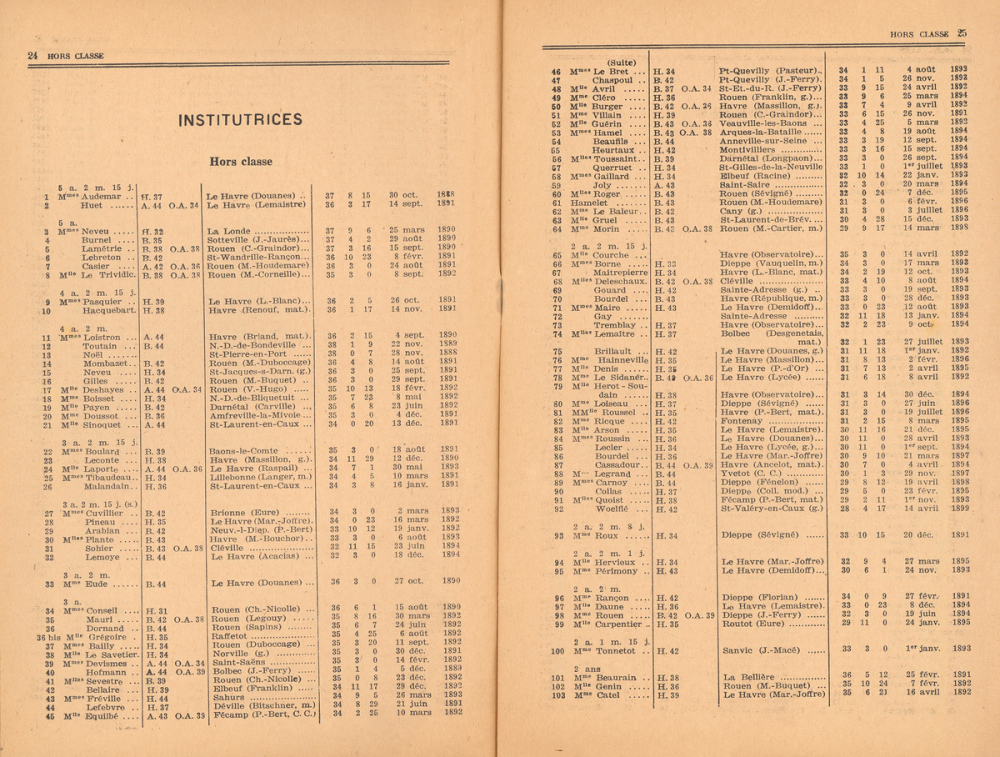 24 HORS CLASSE
INSTITUTRICES
Hors classe
5 a. 2 m. 15 j.
1 Mmes Audemar .. H. 37 Le Havre (Douanes) .. 37 8 15 30 oct. 1888
2 Huet ...... A. 44 O.A. 34 Le Havre (Lemaistre) 36 3 17 14 sept. 1891
5 a.
3 Mmes Neveu .... H. 32 La Londe ............... 37 9 6 25 mars 1890
4 Burnel .... B. 35 Sotteville (J.-Jaurès)... 37 4 2 29 août 1890
5 Lamétrie .. B. 38 O.A. 38 Rouen (C.-Graindor)... 37 3 16 15 sept. 1890
6 Lebreton .. B. 42 St-Wandrille-Rançon... 36 10 23 8 févr. 1891
7 Casier .... A. 42 O.A. 36 Rouen (M.-Houdemare) 36 3 0 24 août 1891
8 Mlle Le Trividic. B. 28 O.A. 38 Rouen (M.-Corneille)... 35 3 0 8 sept. 1892
4 a. 2 m. 15 j.
9 Mmes Pasquier .. H. 39 Le Havre (L.-Blanc)... 36 2 5 26 oct. 1891
10 Hacquebart. H. 38 Havre (Renouf, mat.). 36 1 17 14 nov. 1891
4 a. 2 m.
11 Mmes Loistron ... A. 44 Havre (Briand, mat.) 36 2 15 4 sept. 1890
12 Toutain ... B. 44 N.-D.-de-Bondeville ... 38 1 9 22 nov. 1889
13 Noël ....... St-Pierre-en-Port ...... 38 0 7 28 nov. 1888
14 Mombazet.. B. 42 Rouen (M.-Duboccage) 36 4 8 14 août 1891
15 Neveu ..... H. 34 St-Jacques-s-Darn. (g.) 36 3 0 25 sept. 1891
16 Gilles ..... B. 42 Rouen (M.-Buquet) .. 36 3 0 29 sept. 1891
17 Mlle Deshayes .. A. 44 O.A. 34 Rouen (V.-Hugo) ...... 35 10 13 18 févr. 1892
18 Mme Boisset ... H. 34 N.-D.-de-Bliquetuit ... 35 7 23 8 mai 1892
19 Mlle Payen .... B. 42 Darnétal (Carville) ... 35 6 8 23 juin 1892
20 Mme Doussot .. B. 36 Amfreville-la-Mivoie... 35 3 0 4 déc. 1891
21 Mlle Sinoquet ... A. 44 St-Laurent-en-Caux ... 34 0 20 13 déc. 1891
3 a. 2 m. 15 j.
22 Mmes Boulard ... B. 39 Baons-le-Comte ...... 35 3 0 18 août 1891
23 Leconte ... H. 38 Havre (Massillon, g.). 34 11 29 12 déc. 1890
24 Mlle Laporte .... A. 44 O.A. 36 Le Havre (Raspail) ... 34 7 1 30 mai 1893
25 Mmes Tibaudeau.. H. 34 Lillebonne (Langer, m.) 34 4 5 10 mars 1891
26 Malandain.. H. 36 St-Laurent-en-Caux ... 34 3 8 16 janv. 1891
3 a. 2 m. 15 j. (s.)
27 Mmes Cuvillier .. B. 42 Brionne (Eure) ........ 34 3 0 2 mars 1893
28 Pineau .... H. 35 Le Havre (Mar.-Joffre). 34 0 23 16 mars 1892
29 Arablan ... B. 42 Neuv.-l-Diep. (P.-Bert) 33 10 12 19 janv. 1892
30 Mlles Plante .... B. 43 Havre (M.-Bouchor).. 33 3 0 6 août 1893
31 Sohier ..... B. 43 O.A. 38 Cléville .................. 32 11 15 23 juin 1894
32 Lemoye ... B. 44 Le Havre (Acacias) ... 32 3 0 18 déc. 1894
3 a. 2 m.
33 Mme Eude ...... B. 44 Le Havre (Douanes) ... 36 3 0 27 oct. 1890
3 a.
34 Mmes Conseil .... H. 31 Rouen (Ch.-Nicolle) ... 36 6 1 15 août 1890
35 Maurl ..... B. 42 O.A. 38 Rouen (Legouy) ...... 35 8 16 30 mars 1892
36 Dornand .. B. 44 Rouen (Sapins) ........ 35 6 7 24 juin 1892
36 bis Mlle Grégoire . H. 35 Raffetot ................. 35 4 25 6 août 1892
37 Mmes Bailly ..... H. 34 Rouen (Duboccage) ... 35 3 20 11 sept. 1892
38 Mlle Le Savetier. H. 34 Norville (g.) ............ 35 3 0 30 déc. 1891
39 Mmes Devismes .. A. 44 O.A. 34 Saint-Saëns ............ 35 3 0 14 févr. 1892
40 Hofmann .. A. 44 O.A. 39 Bolbec (J.-Ferry) ...... 35 1 4 5 déc. 1889
41 Mlles Sevestre .. B. 39 Rouen (Ch.-Nicolle) ... 35 0 8 23 déc. 1892
42 Bellaire ... H. 39 Elbeuf (Franklin) ..... 34 11 17 29 déc. 1892
43 Mmes Fréville ... H. 44 Sahurs .................. 34 9 5 26 mars 1893
44 Lefebvre .. H. 37 Déville (Bitschner, m.) 34 8 29 21 juin 1891
45 Mlle Equilbé .... A. 43 O.A. 39 Fécamp (P.-Bert, C. C.) 34 2 25 10 mars 1892
HORS CLASSE 25
(Suite)
46 Mmes Le Bret ... H. 34 Pt-Quevilly (Pasteur).. 34 1 11 4 août 1893
47 Chaspoul .. B. 42 Pt-Quevilly (J.-Ferry). 34 1 5 26 nov. 1893
48 Mlle Avril ..... B. 37 O.A. 34 St-Et.-du-R. (J.-Ferry) 33 9 15 24 avril 1892
49 Mme Cléro .... H. 36 Rouen (Franklin, g.)... 33 9 6 25 mars 1894
50 Mlle Burger .... B. 42 O.A. 36 Havre (Massillon, g.). 33 7 4 9 avril 1892
51 Mme Villain .... H. 39 Rouen (C.-Graindor)... 33 6 15 26 nov. 1891
52 Mlle Guérin .... B. 43 O.A. 36 Veauville-les-Baons ... 33 4 25 5 mars 1892
53 Mmes Hamel .... B. 43 O.A. 38 Arques-la-Bataille ...... 33 4 8 19 août 1894
54 Beaufils ... B. 44 Anneville-sur-Seine ... 33 3 19 12 sept. 1894
55 Heurtaux .. H. 42 Montivilliers ............ 33 3 16 15 sept. 1894
56 Mlle Toussaint.. B. 39 Darnétal (Longpaon)... 33 3 0 26 sept. 1894
57 Querruet .. H. 34 St-Gilles-de-la-Neuville 33 1 0 1er juillet 1893
58 Mmes Gaillard ... H. 34 Elbeuf (Racine) ....... 32 10 14 22 janv. 1893
59 Joly ...... A. 43 Saint-Saire ............. 32 3 0 20 mars 1894
60 Mlles Roger ..... B. 43 Rouen (Sévigné) ....... 32 0 24 7 déc. 1895
61 Hamelet ... B. 43 Rouen (M.-Houdemare) 31 3 0 6 févr. 1896
62 Mme Le Baleur.. B. 42 Cany (g.) ............... 31 3 0 3 juillet 1896
63 Mlle Gruel ..... B. 43 St-Laurent-de-Brév.... 30 4 28 15 déc. 1893
64 Mme Morin .... B. 42 O.A. 38 Rouen (M.-Cartier, m.) 29 9 17 14 mars 1898
2 a. 2 m. 15 j.
65 Mlle Courche ... Havre (Observatoire)... 35 3 0 14 avril 1892
66 Mmes Borne .... H. 33 Dieppe (Vauquelin, m.) 34 3 0 17 mars 1893
67 Maitrepierre H. 34 Havre (L.-Blanc, mat.) 34 2 19 12 oct. 1893
68 Mlles Deleschaux. B. 42 O.A. 38 Cléville .................. 33 4 10 8 août 1894
69 Gouard .... H. 42 Sainte-Adresse (g.) .. 33 3 0 19 sept. 1893
70 Bourdel ... B. 43 Havre (République, m) 33 3 0 28 déc. 1893
71 Mmes Maire ..... H. 43 Le Havre (Demidoff)... 33 0 23 12 août 1893
72 Gay ....... Sainte-Adresse ........ 32 11 18 13 janv. 1894
73 Tremblay . H. 37 Havre (Observatoire)... 32 2 23 9 oct. 1894
74 Mlle Lemaître .. H. 37 Bolbec (Desgenetais,
mat.) 32 1 23 27 juillet 1893
75 Brillault .. H. 42 Le Havre (Douanes, g.) 31 11 18 1er janv. 1892
76 Mme Hainneville H. 35 Le Havre (Massillon)... 31 8 13 2 févr. 1893
77 Mlle Denis ..... H. 35 Le Havre (P.-d'Or) ... 31 7 13 2 avril 1895
78 Mme Le Sidanér.. B. 42 O.A. 36 Le Havre (Lycée) ...... 31 6 18 8 avril 1892
79 Mlle Herot-Sou-
dain ..... H. 38 Havre (Observatoire)... 31 3 14 30 déc. 1894
80 Mme Loiseau ... H. 37 Dieppe (Sévigné) ...... 31 3 0 27 juin 1896
81 MMlle Roussel .. H. 35 Havre (P.-Bert, mat.). 31 3 0 19 juillet 1896
82 Mme Ricque .... H. 42 Fontenay ............... 31 2 15 8 mars 1895
83 Mlle Arson ..... H. 35 Le Havre (Lemaistre). 30 11 16 21 déc. 1895
84 Mmes Roussin ... H. 36 Le Havre (Douanes)... 30 11 0 28 avril 1893
85 Lecier ..... H. 34 Le Havre (Lycée, g.)... 30 11 0 1er sept. 1894
86 Bourdel ... H. 36 Le Havre (Mar.-Joffre) 30 9 10 21 mars 1897
87 Cassadour.. B. 44 O.A. 39 Havre (Ancelot, mat.). 30 7 0 4 avril 1894
88 Legrand ... B. 44 Yvetot (C. C.) .......... 30 1 3 29 nov. 1897
89 Mmes Carnoy ... B. 44 Dieppe (Fénelon) ...... 29 8 13 19 avril 1898
90 Collas ..... H. 37 Dieppe (Coll. mod.) ... 29 5 0 23 févr. 1895
91 Mlles Quoist .... H. 38 Fécamp (P.-Bert, mat.) 29 2 11 1er nov. 1893
92 Woelflé ... H. 42 St-Valéry-en-Caux (g.) 28 4 17 14 avril 1899
2 a. 2 m. 8 j.
93 Mme Roux ..... H. 34 Dieppe (Sévigné) ...... 33 10 15 20 déc. 1891
2 a. 2 m. 1 j.
94 Mlle Hervieux .. H. 34 Le Havre (Mar.-Joffre) 32 9 4 27 mars 1895
95 Mme Périmony .. H. 43 Le Havre (Demidoff)... 30 6 1 24 nov. 1893
2 a. 2 m.
96 Mme Rançon .... H. 42 Dieppe (Florian) ...... 34 0 9 27 févr. 1891
97 Mlle Daune .... H. 36 Le Havre (Lemaistre). 33 0 23 8 déc. 1894
98 Mme Rouen .... B. 42 O.A. 39 Dieppe (J.-Ferry) ...... 32 3 0 19 juin 1894
99 Mlle Carpentier .. H. 35 Routot (Eure) .......... 29 11 0 24 janv. 1895
2 a. 1 m. 15 j.
100 Mme Tonnetot .. H. 42 Sanvic (J.-Macé) ...... 33 3 0 1er janv. 1893
2 ans
101 Mme Beaurain .. H. 38 La Bellière ............. 36 5 12 25 févr. 1891
102 Mlle Genin .... H. 36 Rouen (M.-Buquet) ... 35 10 24 7 févr. 1892
103 Mme Catel .... H. 39 Le Havre (Mar.-Joffre) 35 6 21 16 avril 1892